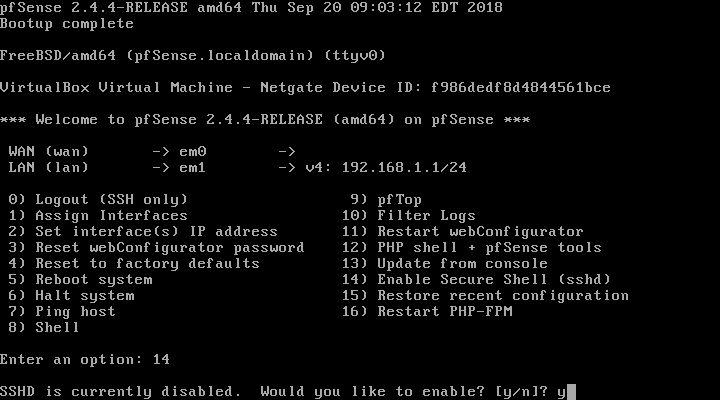 pfSense 2.4.4-RELEASE amd64 Thu Sep 20 09:03:12 EDT 2018
Bootup complete
FreeBSD/amd64 (pfSense.localdomain) (ttyv0)
VirtualBox Virtual Machine - Netgate Device ID: f986dedf8d4844561bce
*** Welcome to pfSense 2.4.4-RELEASE (amd64) on pfSense ***
WAN (wan)       -> em0        ->
LAN (lan)       -> em1        -> v4: 192.168.1.1/24
0) Logout (SSH only)                  9) pfTop
1) Assign Interfaces                 10) Filter Logs
2) Set interface(s) IP address       11) Restart webConfigurator
3) Reset webConfigurator password    12) PHP shell + pfSense tools
4) Reset to factory defaults         13) Update from console
5) Reboot system                     14) Enable Secure Shell (sshd)
6) Halt system                       15) Restore recent configuration
7) Ping host                         16) Restart PHP-FPM
8) Shell
Enter an option: 14
SSHD is currently disabled.  Would you like to enable? [y/n]? y